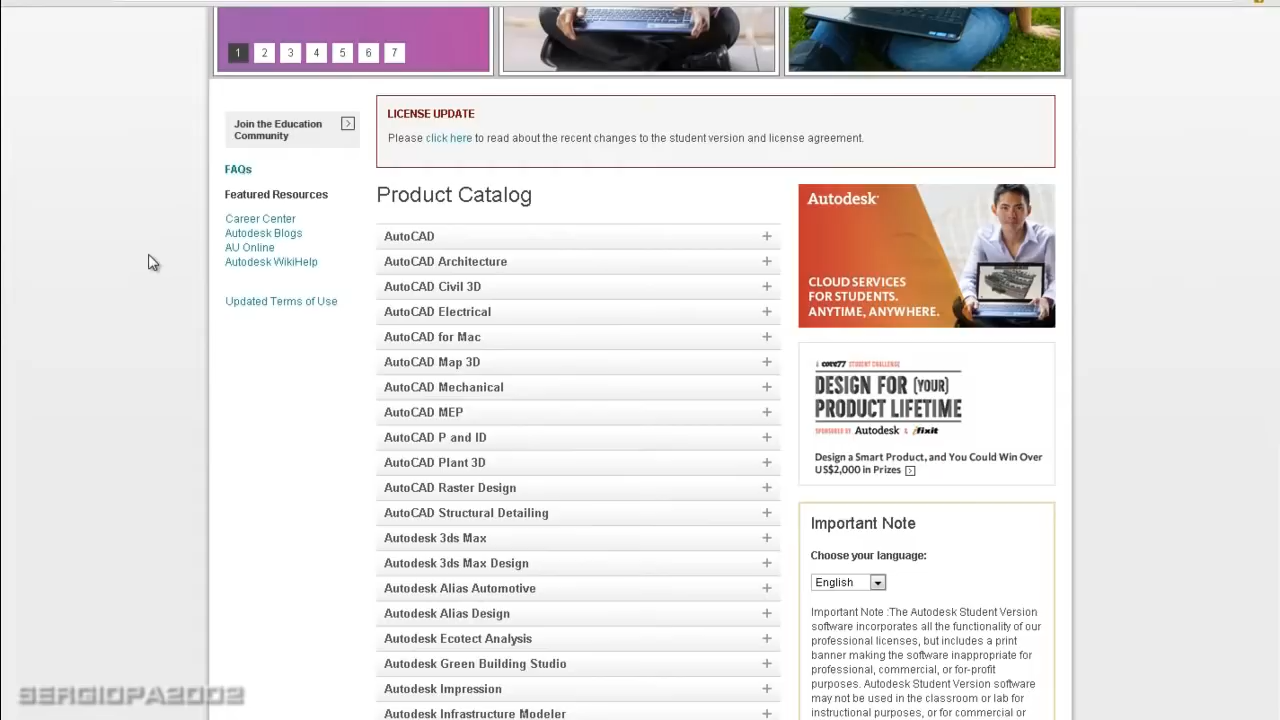 1 2 3 4 5 6 7
Join the Education
Community
FAQs
Featured Resources
Career Center
Autodesk Blogs
AU Online
Autodesk WikiHelp
Updated Terms of Use
LICENSE UPDATE
Please click here to read about the recent changes to the student version and license agreement.
Product Catalog
AutoCAD
AutoCAD Architecture
AutoCAD Civil 3D
AutoCAD Electrical
AutoCAD for Mac
AutoCAD Map 3D
AutoCAD Mechanical
AutoCAD MEP
AutoCAD P and ID
AutoCAD Plant 3D
AutoCAD Raster Design
AutoCAD Structural Detailing
Autodesk 3ds Max
Autodesk 3ds Max Design
Autodesk Alias Automotive
Autodesk Alias Design
Autodesk Ecotect Analysis
Autodesk Green Building Studio
Autodesk Impression
Autodesk Infrastructure Modeler
Autodesk
CLOUD SERVICES
FOR STUDENTS.
ANYTIME, ANYWHERE.
core77 STUDENT CHALLENGE
DESIGN FOR (YOUR)
PRODUCT LIFETIME
SPONSORED BY Autodesk & ifixit
Design a Smart Product, and You Could Win Over
US$2,000 in Prizes
Important Note
Choose your language:
English
Important Note :The Autodesk Student Version
software incorporates all the functionality of our
professional licenses, but includes a print
banner making the software inappropriate for
professional, commercial, or for-profit
purposes. Autodesk Student Version software
may not be used in the classroom or lab for
instructional purposes, or for commercial or
SERGIOPA2002